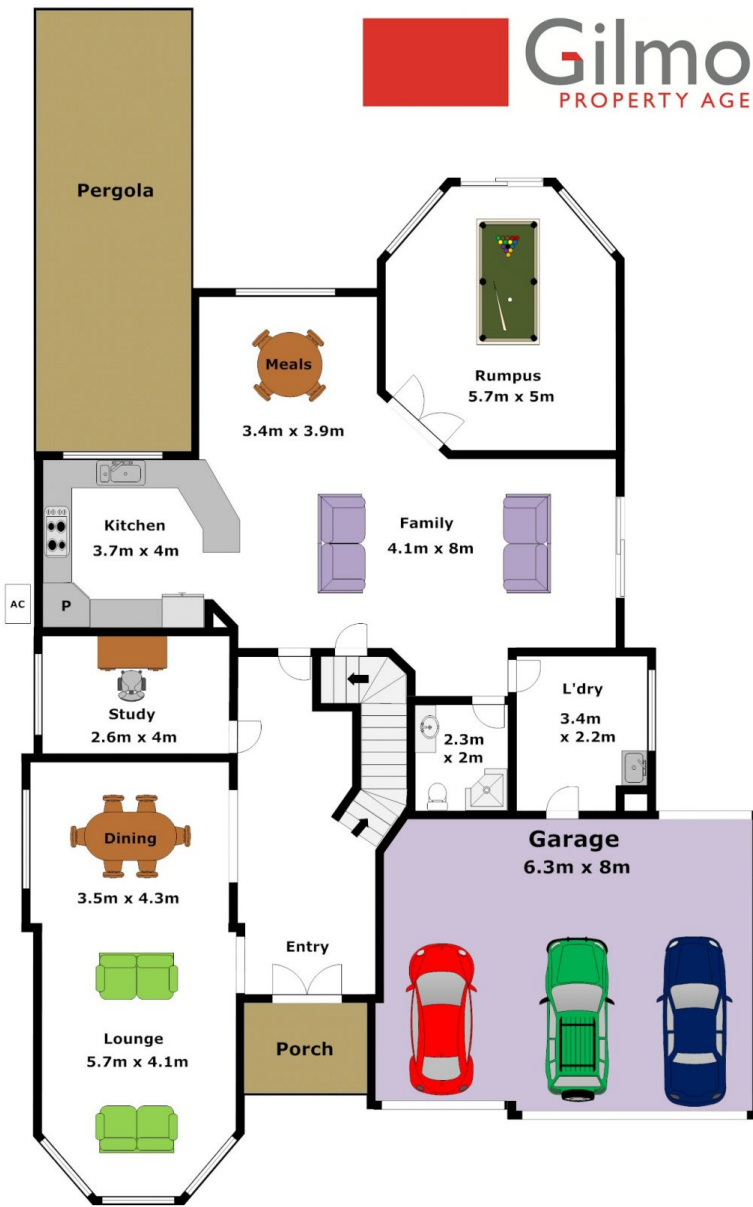 Gilmo
PROPERTY AGE
Pergola
Meals
3.4m x 3.9m
Rumpus
5.7m x 5m
Kitchen
3.7m x 4m
Family
4.1m x 8m
AC
P
Study
2.6m x 4m
2.3m
x 2m
L'dry
3.4m
x 2.2m
Dining
3.5m x 4.3m
Garage
6.3m x 8m
Entry
Lounge
5.7m x 4.1m
Porch